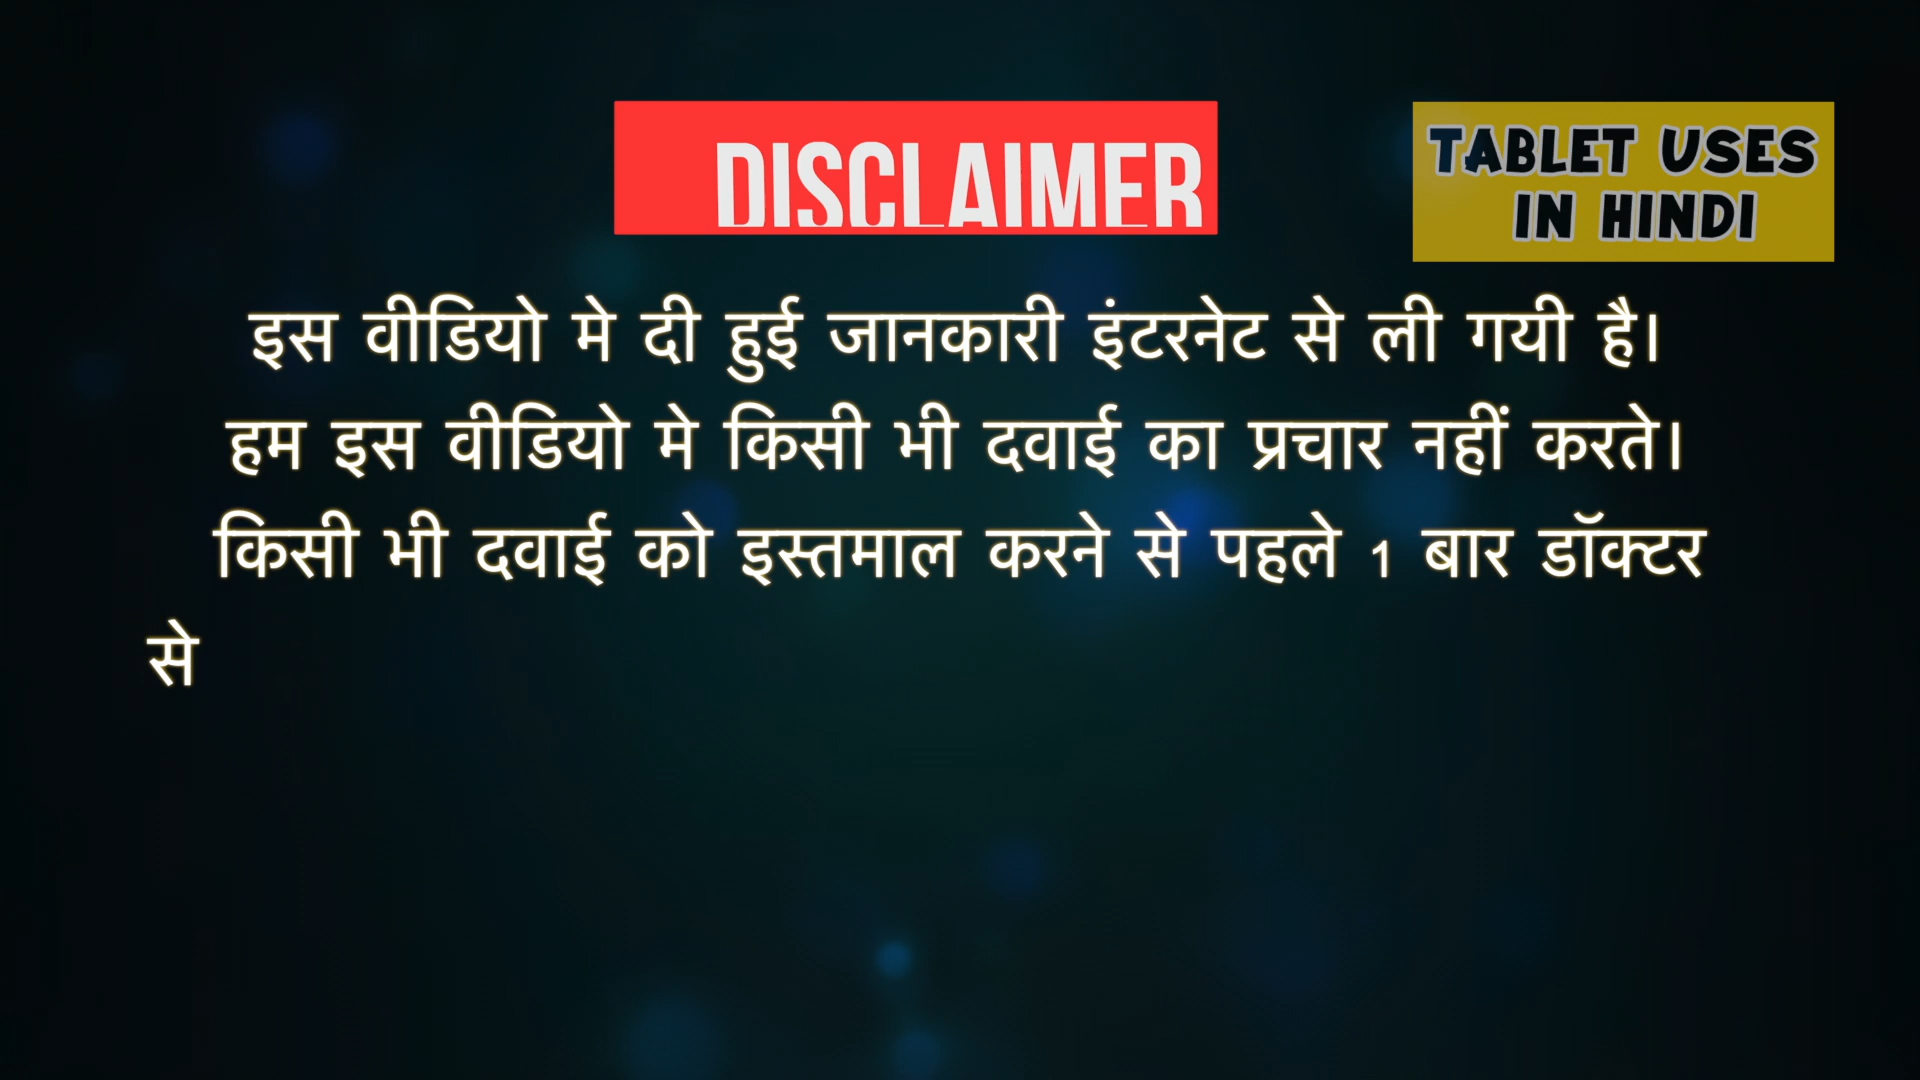 DISCLAIMER
TABLET USES
IN HINDI
इस वीडियो मे दी हुई जानकारी इंटरनेट से ली गयी है।
हम इस वीडियो मे किसी भी दवाई का प्रचार नहीं करते।
किसी भी दवाई को इस्तमाल करने से पहले 1 बार डॉक्टर
से